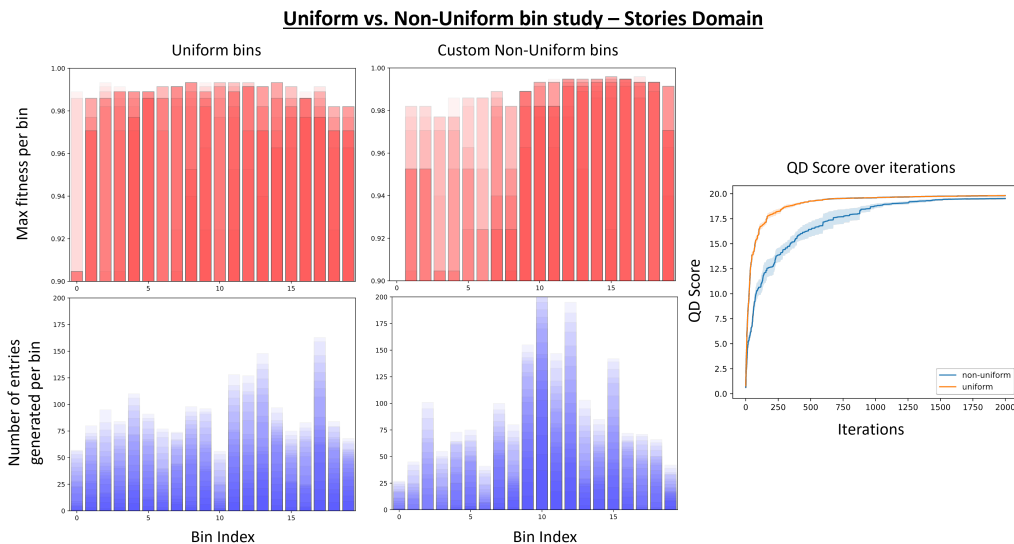 Uniform vs. Non-Uniform bin study – Stories Domain
Uniform bins
Custom Non-Uniform bins
Max fitness per bin
1.00
0.98
0.96
0.94
0.92
0.90
0 5 10 15
1.00
0.98
0.96
0.94
0.92
0.90
0 5 10 15
Number of entries
generated per bin
200
175
150
125
100
75
50
25
0
0 5 10 15
Bin Index
200
175
150
125
100
75
50
25
0
0 5 10 15
Bin Index
QD Score over iterations
QD Score
20.0
17.5
15.0
12.5
10.0
7.5
5.0
2.5
0.0
non-uniform
uniform
0 250 500 750 1000 1250 1500 1750 2000
Iterations